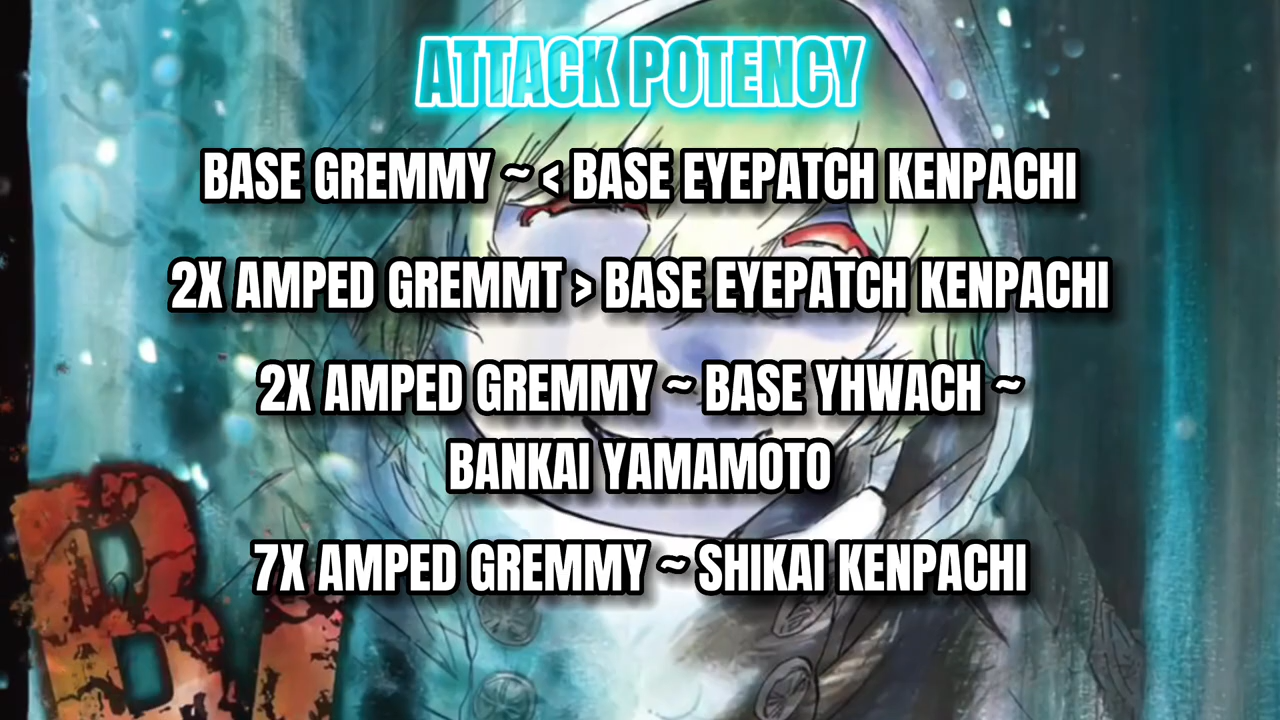 ATTACK POTENCY
BASE GREMMY ~ < BASE EYEPATCH KENPACHI
2X AMPED GREMMT > BASE EYEPATCH KENPACHI
2X AMPED GREMMY ~ BASE YHWACH ~
BANKAI YAMAMOTO
7X AMPED GREMMY ~ SHIKAI KENPACHI